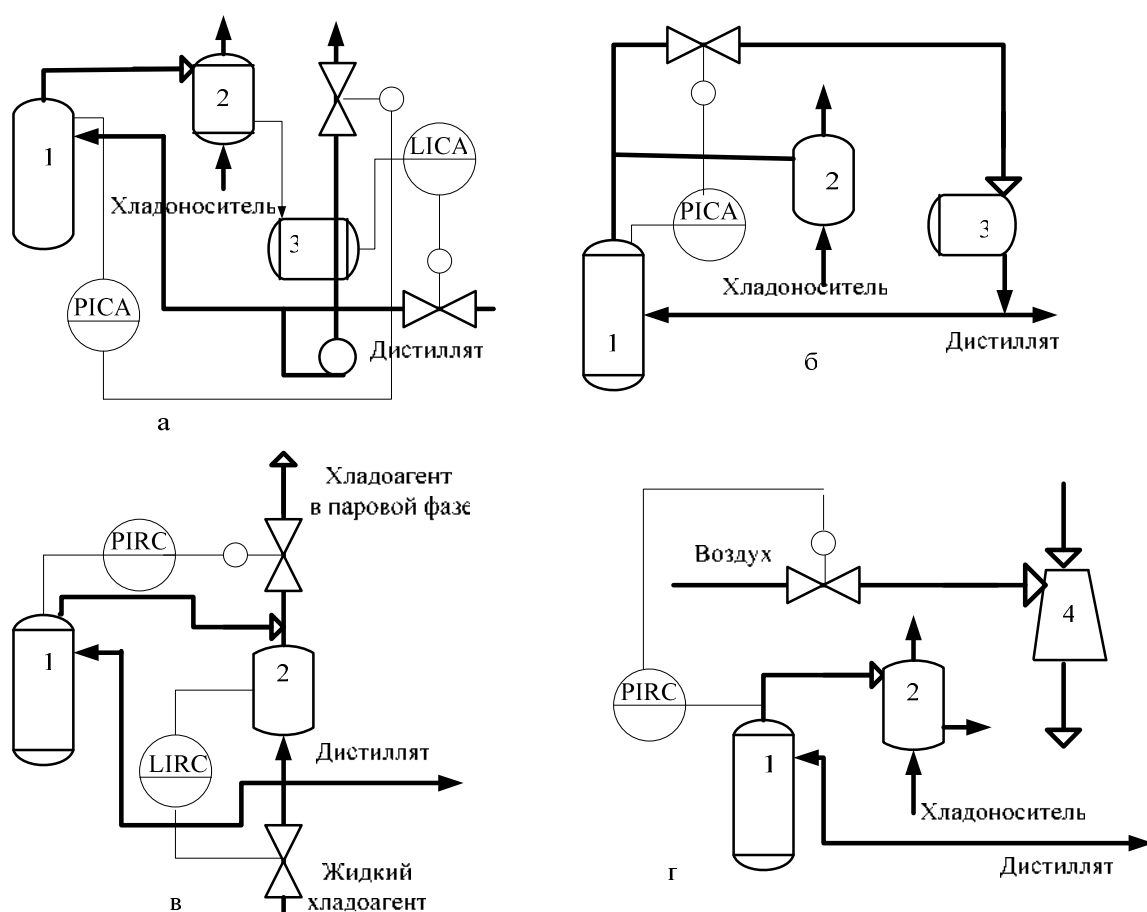 1
2
Хладоноситель
3
LICA
PICA
Дистиллят
а
PICA
2
3
Хладоноситель
1
Дистиллят
б
Хладоагент
в паровой фазе
PIRC
1
2
LIRC
Дистиллят
Жидкий
хладоагент
в
Воздух
4
PIRC
2
1
Хладоноситель
Дистиллят
г